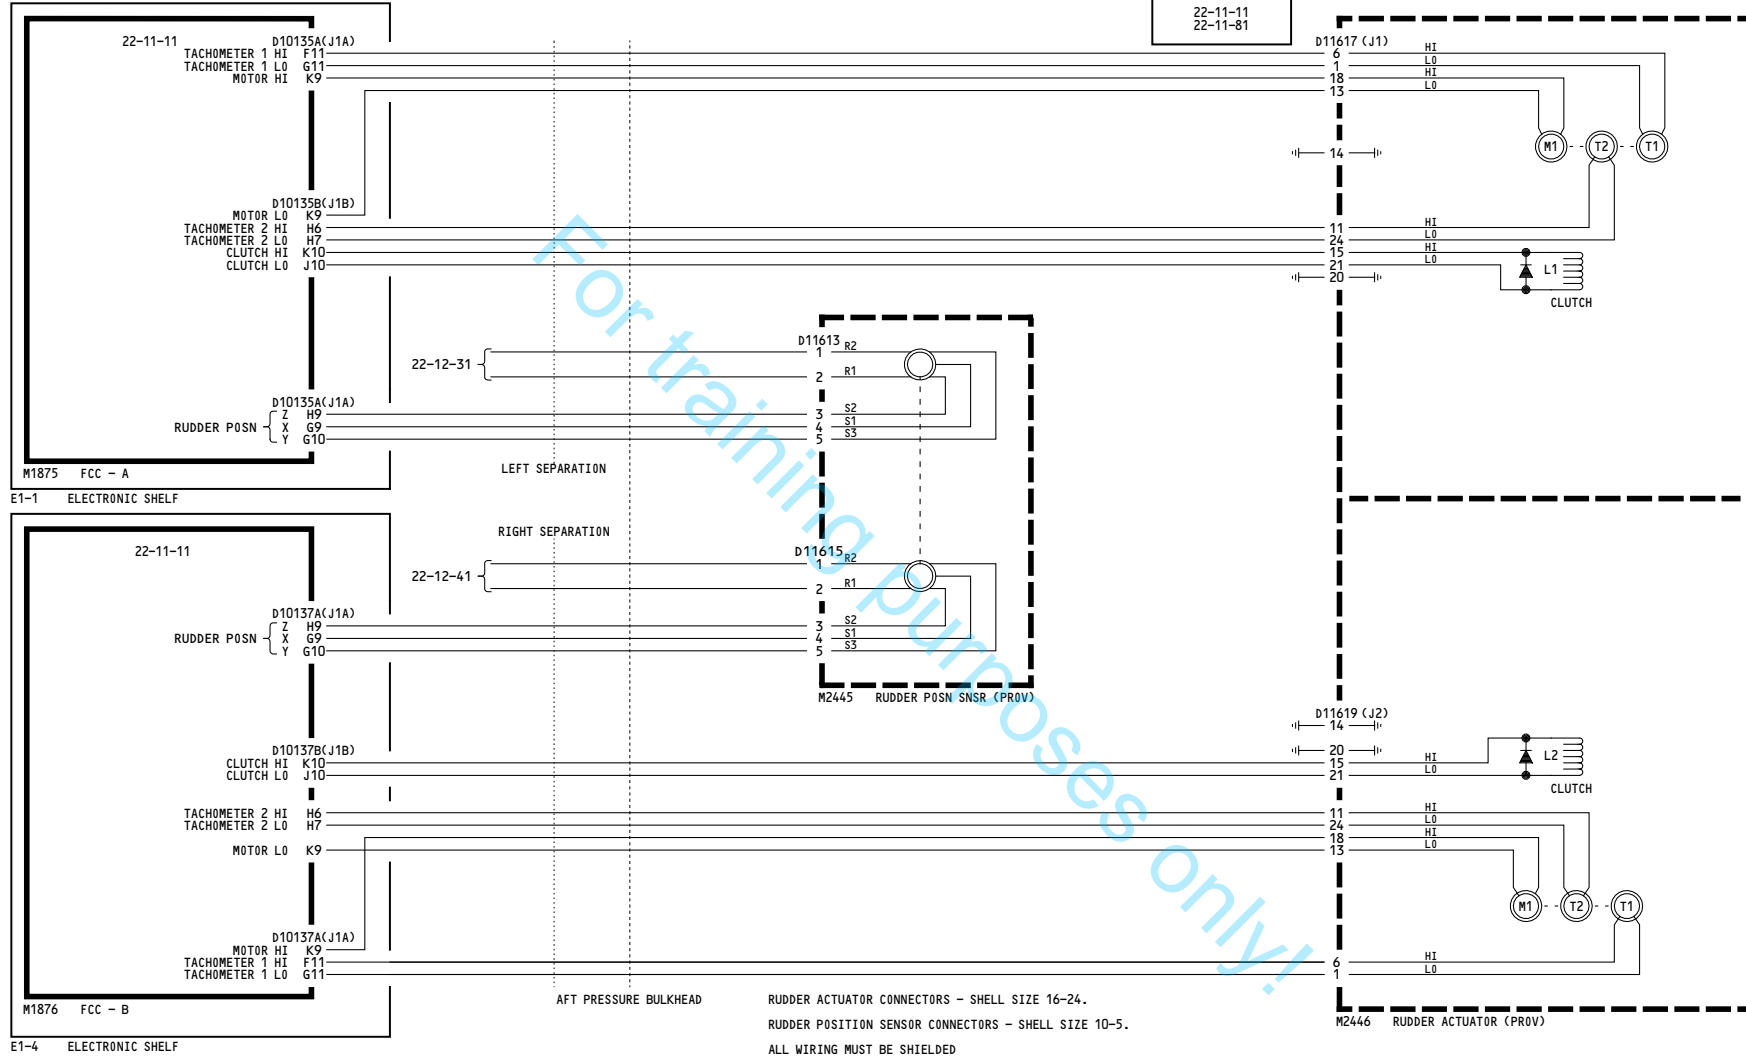 22-11-11
22-11-81
22-11-11 D10135A(J1A)
TACHOMETER 1 HI F11
TACHOMETER 1 LO G11
MOTOR HI K9
D11617 (J1)
6 HI
1 LO
18 HI
13 LO
M1 T2 T1
14
D10135B(J1B)
MOTOR LO K9
TACHOMETER 2 HI H6
TACHOMETER 2 LO H7
CLUTCH HI K10
CLUTCH LO J10
11 HI
24 LO
15 HI
21 LO
20
L1
CLUTCH
22-12-31
D11613
1 R2
2 R1
3 S2
4 S1
5 S3
D10135A(J1A)
RUDDER POSN
Z H9
X G9
Y G10
M1875 FCC - A
E1-1 ELECTRONIC SHELF
LEFT SEPARATION
RIGHT SEPARATION
22-11-11
22-12-41
D11615
1 R2
2 R1
3 S2
4 S1
5 S3
D10137A(J1A)
RUDDER POSN
Z H9
X G9
Y G10
M2445 RUDDER POSN SNSR (PROV)
D11619 (J2)
14
20
15 HI
21 LO
L2
CLUTCH
D10137B(J1B)
CLUTCH HI K10
CLUTCH LO J10
TACHOMETER 2 HI H6
TACHOMETER 2 LO H7
MOTOR LO K9
11 HI
24 LO
18 HI
13 LO
M1 T2 T1
D10137A(J1A)
MOTOR HI K9
TACHOMETER 1 HI F11
TACHOMETER 1 LO G11
6 HI
1 LO
M1876 FCC - B
E1-4 ELECTRONIC SHELF
AFT PRESSURE BULKHEAD
RUDDER ACTUATOR CONNECTORS - SHELL SIZE 16-24.
RUDDER POSITION SENSOR CONNECTORS - SHELL SIZE 10-5.
ALL WIRING MUST BE SHIELDED
M2446 RUDDER ACTUATOR (PROV)
For training purposes only!